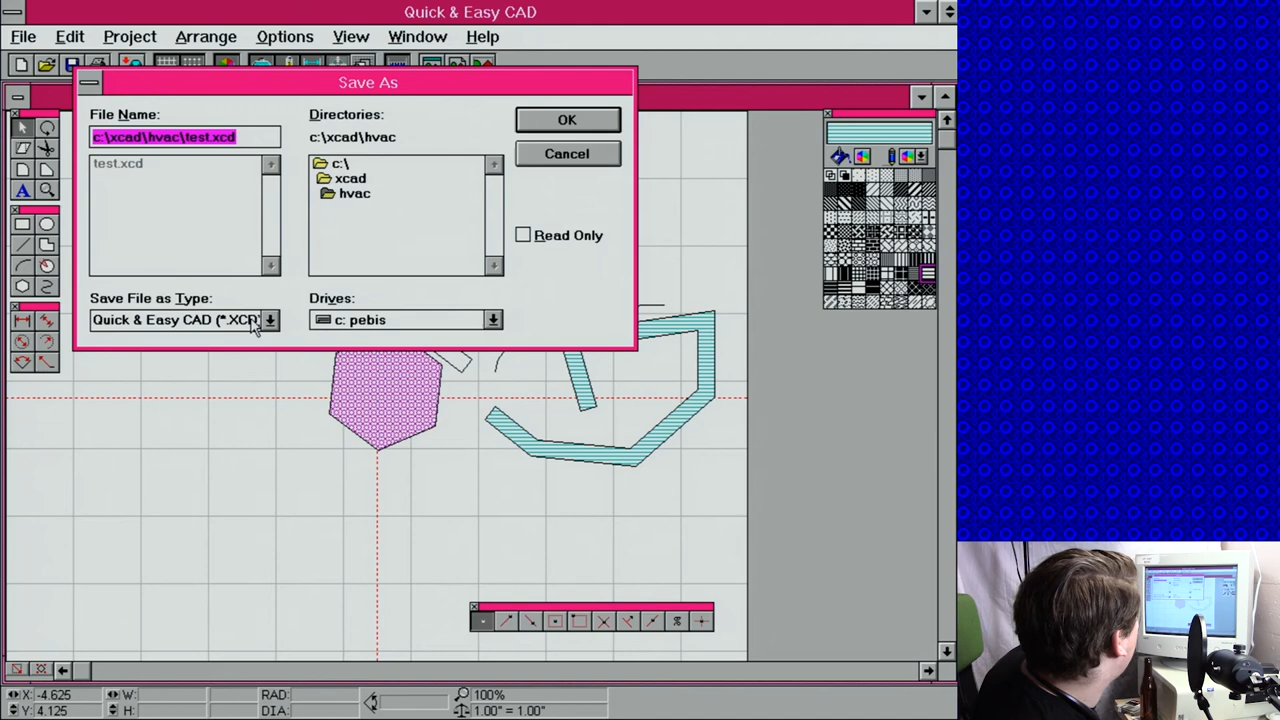 Quick & Easy CAD
File Edit Project Arrange Options View Window Help
Save As
File Name:
c:\xcad\hvac\test.xcd
test.xcd
Directories:
c:\xcad\hvac
c:\
xcad
hvac
OK
Cancel
Read Only
Save File as Type:
Quick & Easy CAD (*.XCD)
Drives:
c: pebis
A
X: -4.625
Y: 4.125
W:
H:
RAD:
DIA:
100%
1.00" = 1.00"